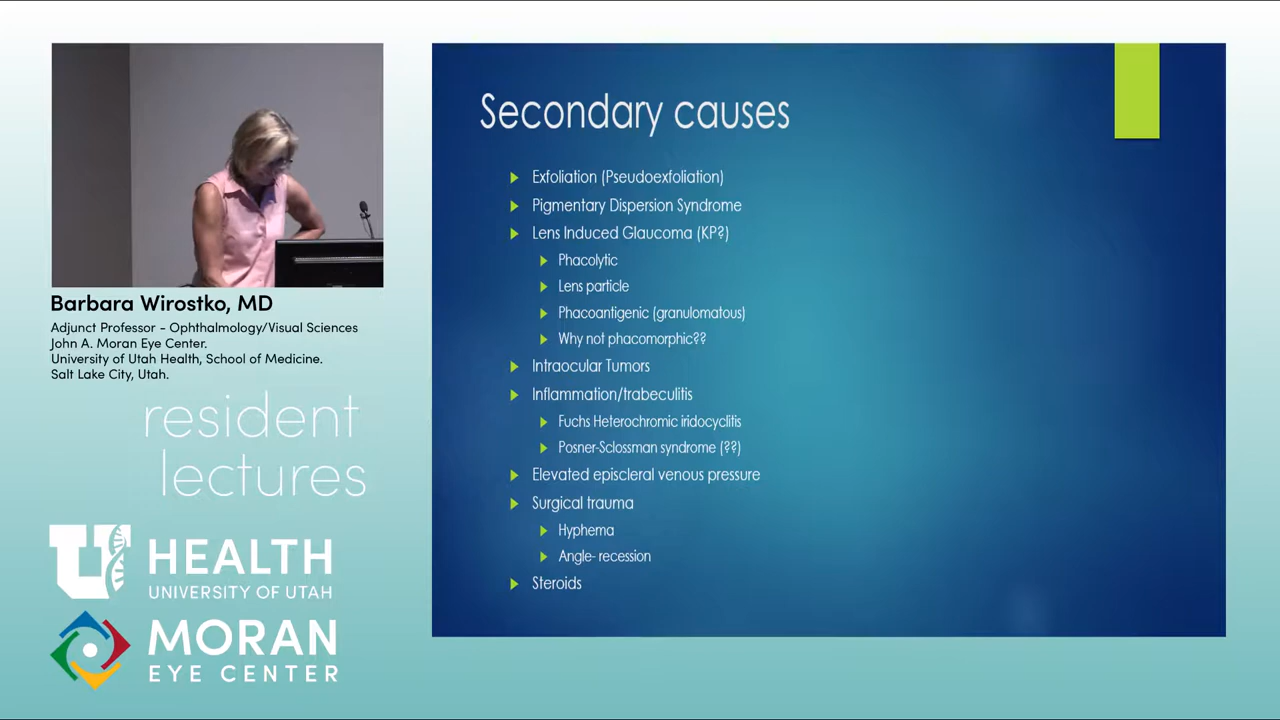 Barbara Wirostko, MD
Adjunct Professor - Ophthalmology/Visual Sciences
John A. Moran Eye Center.
University of Utah Health, School of Medicine.
Salt Lake City, Utah.
resident
lectures
U HEALTH
UNIVERSITY OF UTAH
MORAN
EYE CENTER
Secondary causes
Exfoliation (Pseudoexfoliation)
Pigmentary Dispersion Syndrome
Lens Induced Glaucoma (KP?)
Phacolytic
Lens particle
Phacoantigenic (granulomatous)
Why not phacomorphic??
Intraocular Tumors
Inflammation/trabeculitis
Fuchs Heterochromic iridocyclitis
Posner-Sclossman syndrome (??)
Elevated episcleral venous pressure
Surgical trauma
Hyphema
Angle- recession
Steroids